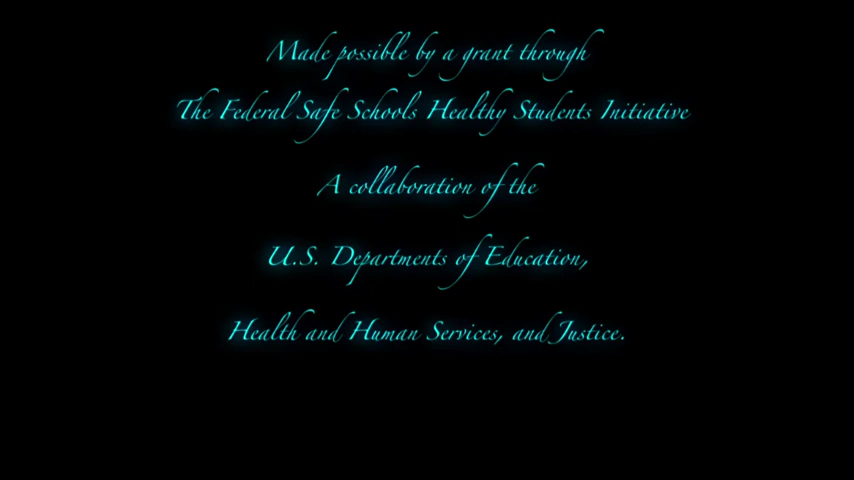 Made possible by a grant through
The Federal Safe Schools Healthy Students Initiative
A collaboration of the
U.S. Departments of Education,
Health and Human Services, and Justice.